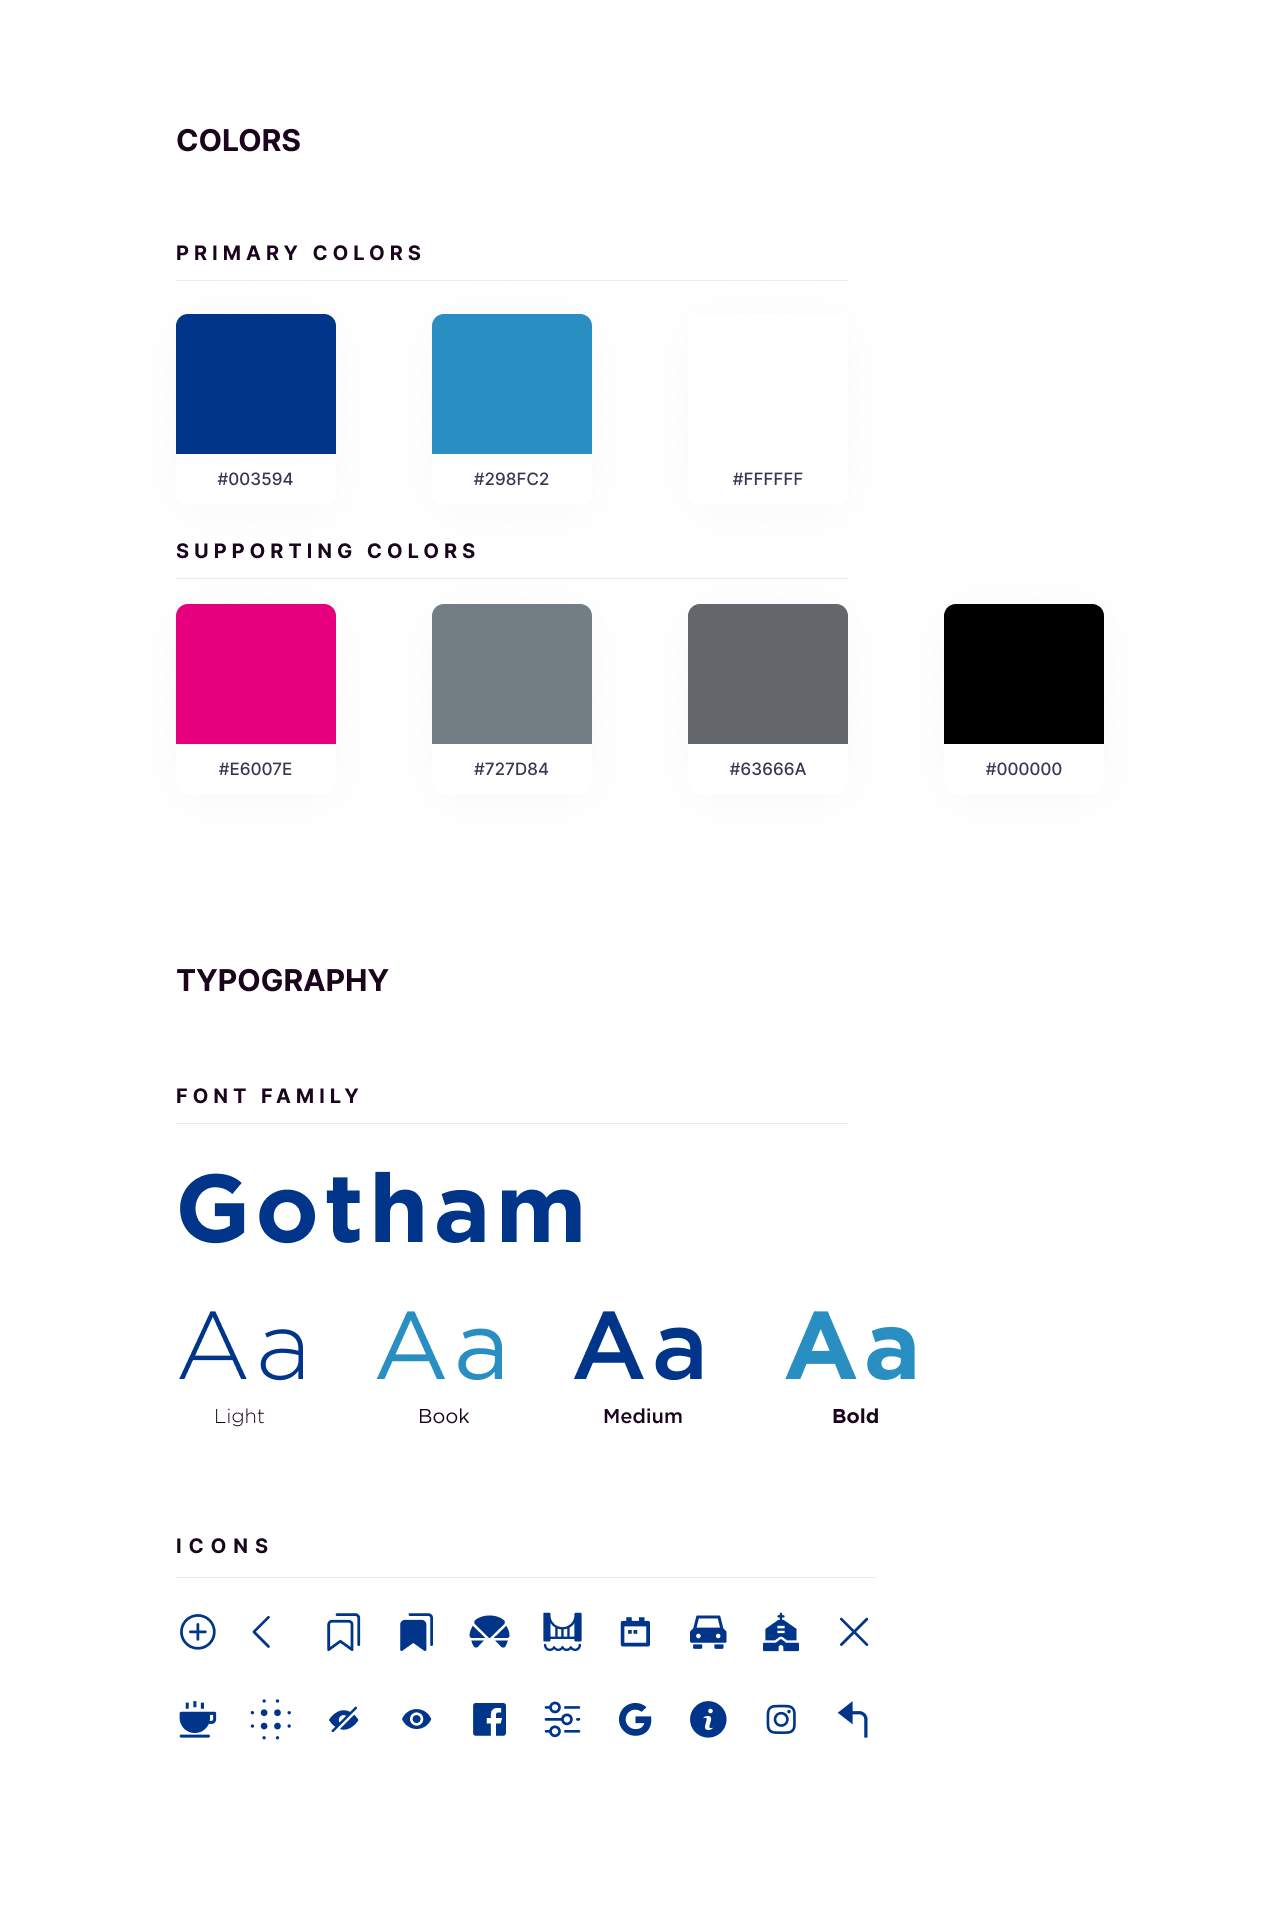 COLORS
PRIMARY COLORS
#003594
#298FC2
#FFFFFF
SUPPORTING COLORS
#E6007E
#727D84
#63666A
#000000
TYPOGRAPHY
FONT FAMILY
Gotham
Aa Aa Aa Aa
Light Book Medium Bold
ICONS